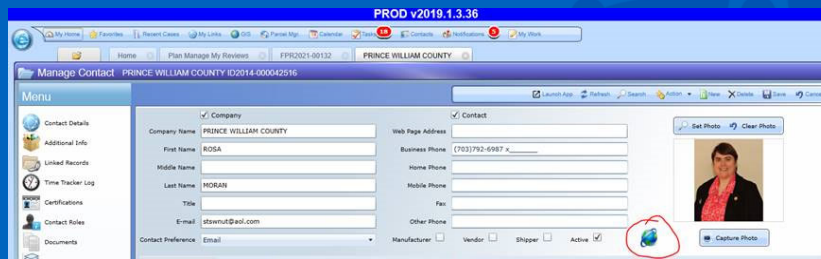 PROD v2019.1.3.36
My Home Favorites Recent Cases My Links GIS Parcel Mgr. Calendar Tasks 18 Contacts Notifications 5 My Work
Home Plan Manage My Reviews FPR2021-00132 PRINCE WILLIAM COUNTY
Manage Contact PRINCE WILLIAM COUNTY ID2014-000042516
Menu
Launch App Refresh Search Action New Delete Save Cance
Contact Details
Additional Info
Linked Records
Time Tracker Log
Certifications
Contact Roles
Documents
Company Contact
Company Name PRINCE WILLIAM COUNTY Web Page Address
First Name ROSA Business Phone (703)792-6987 x_______
Middle Name Home Phone
Last Name MORAN Mobile Phone
Title Fax
E-mail stswnut@aol.com Other Phone
Contact Preference Email Manufacturer Vendor Shipper Active
Set Photo Clear Photo
Capture Photo